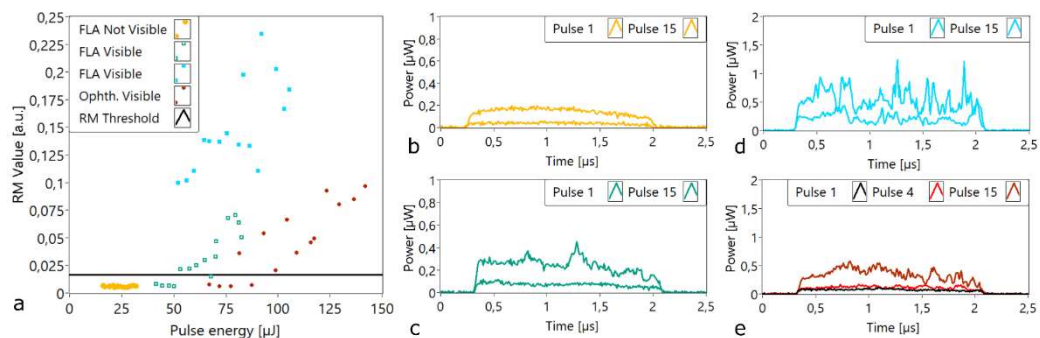 0,25
0,225
0,2
0,175
0,15
0,125
0,1
0,075
0,05
0,025
0
RM Value [a.u.]
FLA Not Visible
FLA Visible
FLA Visible
Ophth. Visible
RM Threshold
0 25 50 75 100 125 150
Pulse energy [µJ]
a
Pulse 1 Pulse 15
1
0,8
0,6
0,4
0,2
0
Power [µW]
0 0,5 1 1,5 2 2,5
Time [µs]
b
Pulse 1 Pulse 15
1
0,8
0,6
0,4
0,2
0
Power [µW]
0 0,5 1 1,5 2 2,5
Time [µs]
c
Pulse 1 Pulse 15
2
1,5
1
0,5
0
Power [µW]
0 0,5 1 1,5 2 2,5
Time [µs]
d
Pulse 1 Pulse 4 Pulse 15
2
1,5
1
0,5
0
Power [µW]
0 0,5 1 1,5 2 2,5
Time [µs]
e